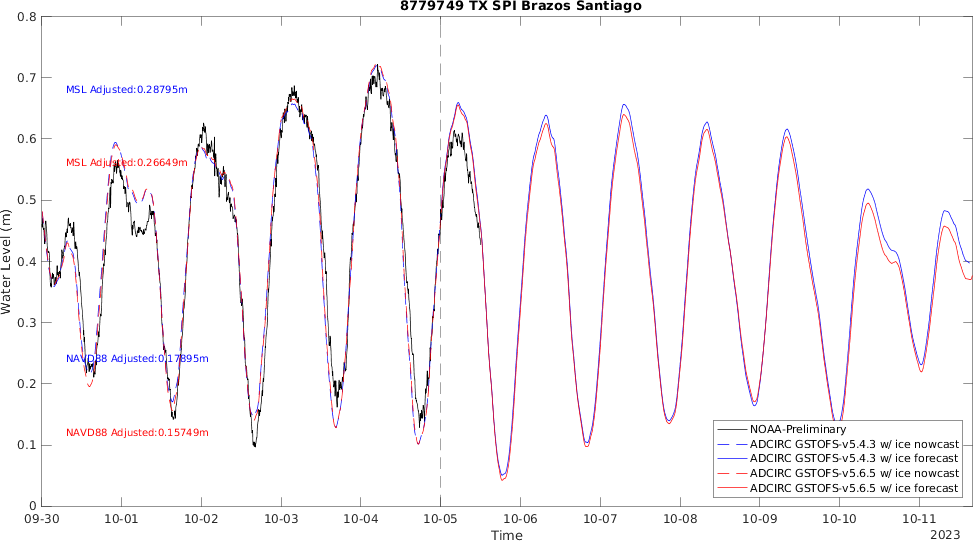 8779749 TX SPI Brazos Santiago
0.8
0.7
0.6
0.5
0.4
0.3
0.2
0.1
0
Water Level (m)
MSL Adjusted:0.28795m
MSL Adjusted:0.26649m
NAVD88 Adjusted:0.17895m
NAVD88 Adjusted:0.15749m
NOAA-Preliminary
ADCIRC GSTOFS-v5.4.3 w/ ice nowcast
ADCIRC GSTOFS-v5.4.3 w/ ice forecast
ADCIRC GSTOFS-v5.6.5 w/ ice nowcast
ADCIRC GSTOFS-v5.6.5 w/ ice forecast
09-30 10-01 10-02 10-03 10-04 10-05 10-06 10-07 10-08 10-09 10-10 10-11
Time
2023